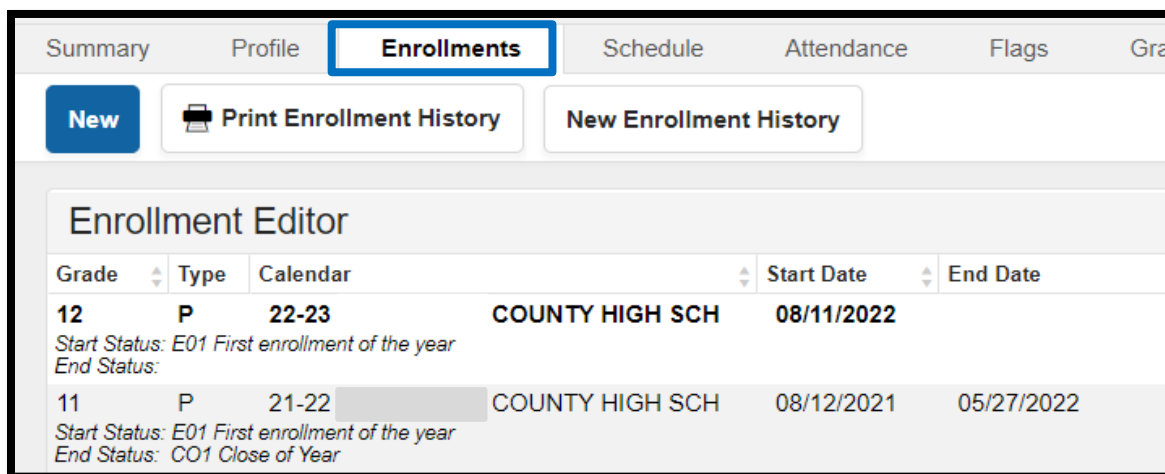 Summary Profile Enrollments Schedule Attendance Flags Gra
New Print Enrollment History New Enrollment History
Enrollment Editor
Grade Type Calendar Start Date End Date
12 P 22-23 COUNTY HIGH SCH 08/11/2022
Start Status: E01 First enrollment of the year
End Status:
11 P 21-22 COUNTY HIGH SCH 08/12/2021 05/27/2022
Start Status: E01 First enrollment of the year
End Status: CO1 Close of Year